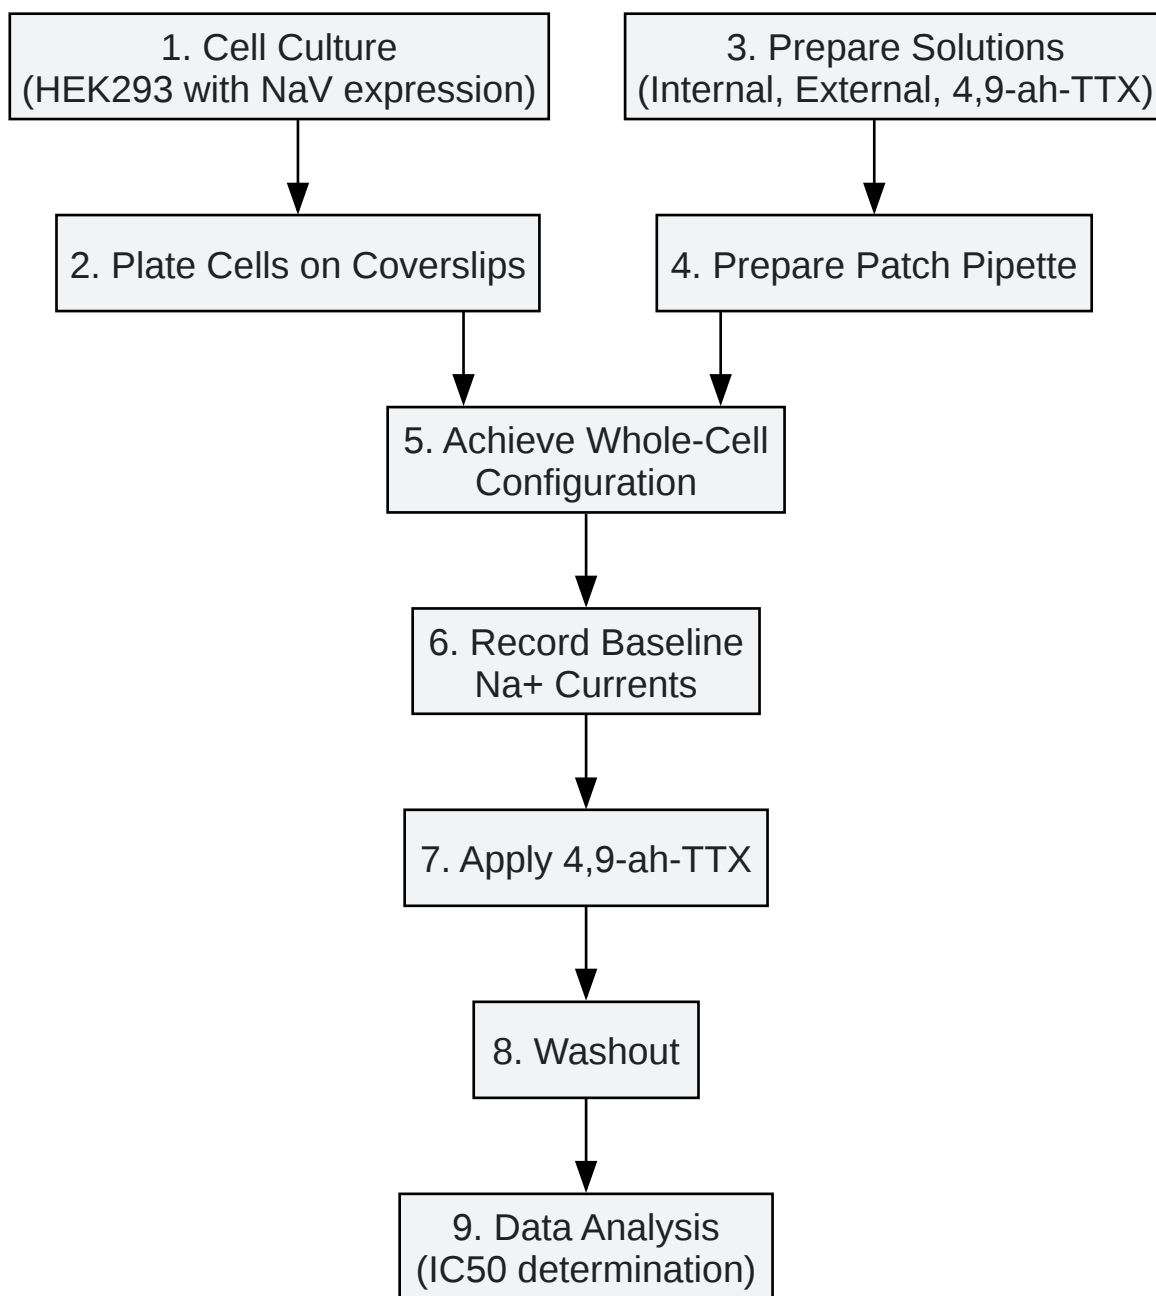 1. Cell Culture
(HEK293 with NaV expression)
3. Prepare Solutions
(Internal, External, 4,9-ah-TTX)
2. Plate Cells on Coverslips
4. Prepare Patch Pipette
5. Achieve Whole-Cell
Configuration
6. Record Baseline
Na+ Currents
7. Apply 4,9-ah-TTX
8. Washout
9. Data Analysis
(IC50 determination)